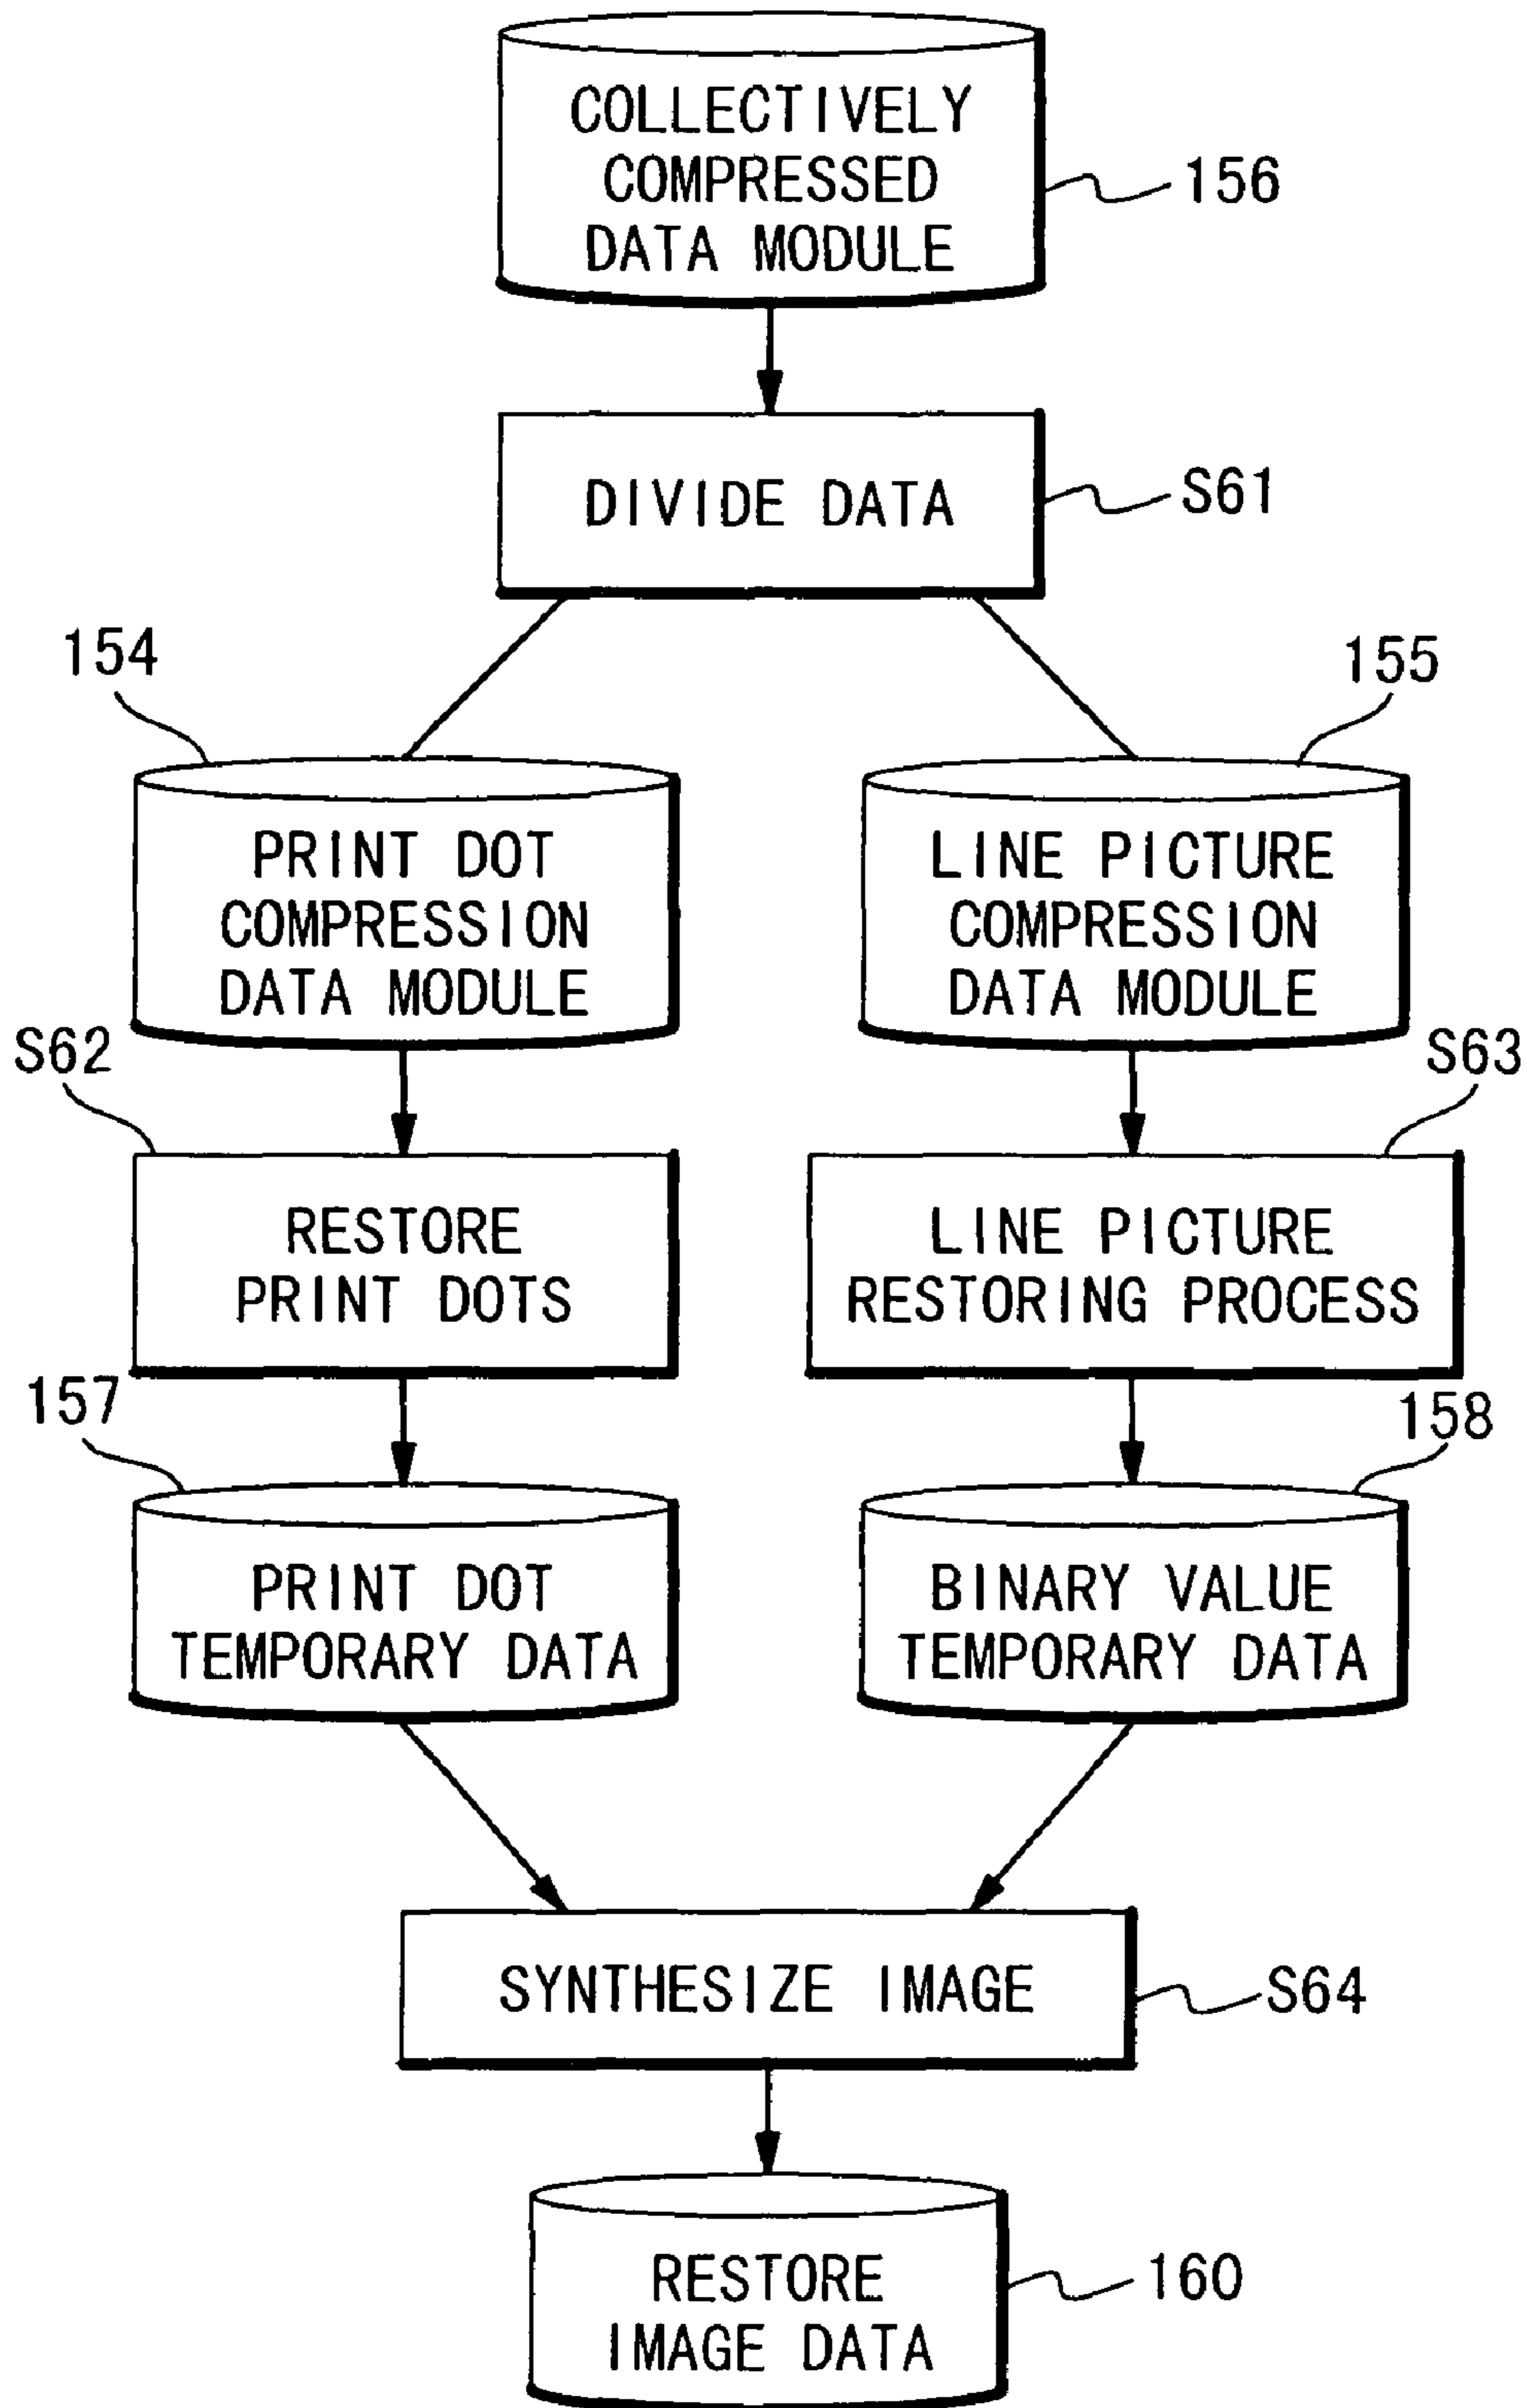 COLLECTIVELY
COMPRESSED
DATA MODULE
156
DIVIDE DATA
S61
154
155
PRINT DOT
COMPRESSION
DATA MODULE
LINE PICTURE
COMPRESSION
DATA MODULE
S62
S63
RESTORE
PRINT DOTS
LINE PICTURE
RESTORING PROCESS
157
158
PRINT DOT
TEMPORARY DATA
BINARY VALUE
TEMPORARY DATA
SYNTHESIZE IMAGE
S64
RESTORE
IMAGE DATA
160